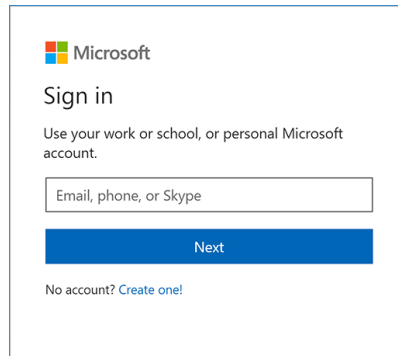 Microsoft
Sign in
Use your work or school, or personal Microsoft
account.
Email, phone, or Skype
Next
No account? Create one!